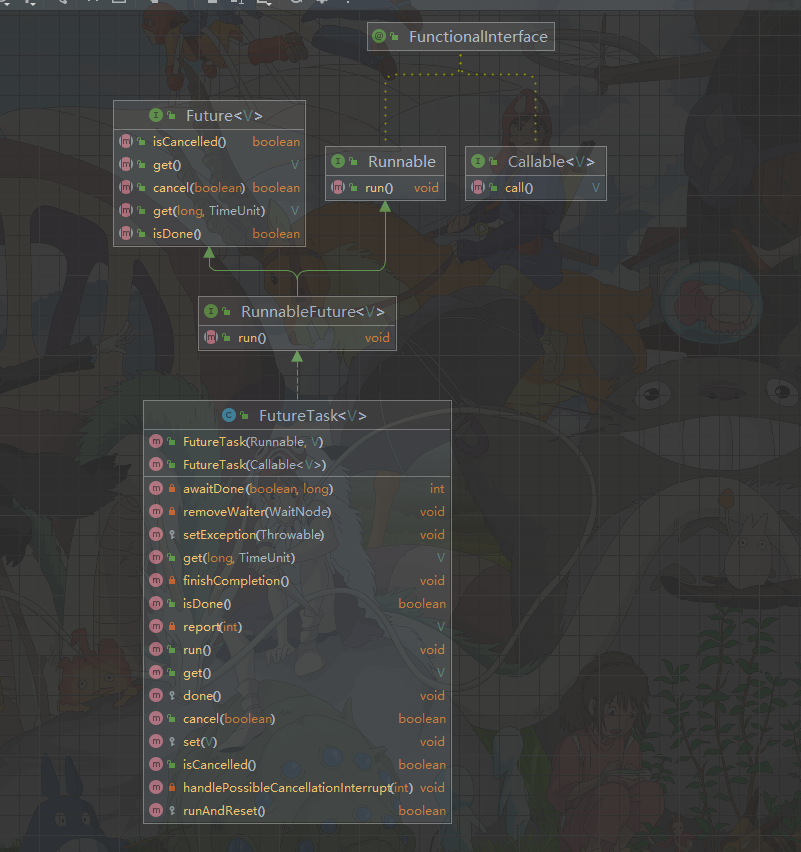 FunctionalInterface
Future<V>
isCancelled() boolean
get() V
cancel(boolean) boolean
get(long, TimeUnit) V
isDone() boolean
Runnable
run() void
Callable<V>
call() V
RunnableFuture<V>
run() void
FutureTask<V>
FutureTask(Runnable, V)
FutureTask(Callable<V>)
awaitDone(boolean, long) int
removeWaiter(WaitNode) void
setException(Throwable) void
get(long, TimeUnit) V
finishCompletion() void
isDone() boolean
report(int) V
run() void
get() V
done() void
cancel(boolean) boolean
set(V) void
isCancelled() boolean
handlePossibleCancellationInterrupt(int) void
runAndReset() boolean